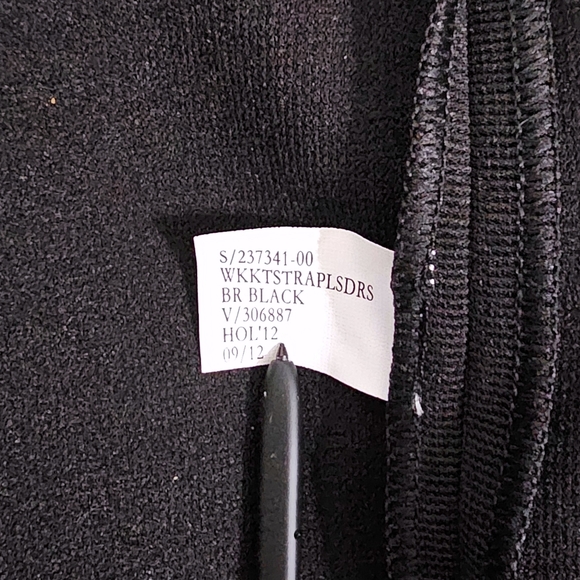 S/237341-00
WKKTSTRAPLSDRS
BR BLACK
V/306887
HOL'12
09/12